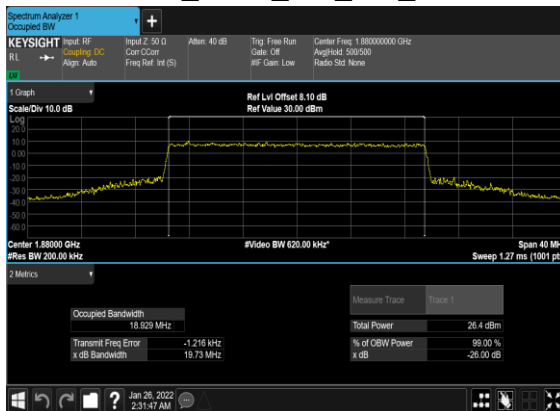 Spectrum Analyzer 1
Occupied BW
+
KEYSIGHT
RL
Input: RF
Coupling: DC
Align: Auto
Input Z: 50 Ω
Corr CCorr
Freq Ref: Int (S)
Atten: 40 dB
Trig: Free Run
Gate: Off
#IF Gain: Low
Center Freq: 1.880000000 GHz
Avg|Hold: 500/500
Radio Std: None
1 Graph
Scale/Div 10.0 dB
Ref Lvl Offset 8.10 dB
Ref Value 30.00 dBm
Log
20.0
10.0
0.00
-10.0
-20.0
-30.0
-40.0
-50.0
-60.0
Center 1.88000 GHz
#Res BW 200.00 kHz
#Video BW 620.00 kHz*
Span 40 MH
Sweep 1.27 ms (1001 pt
2 Metrics
Occupied Bandwidth
18.929 MHz
Transmit Freq Error -1.216 kHz
x dB Bandwidth 19.73 MHz
Measure Trace Trace 1
Total Power 26.4 dBm
% of OBW Power 99.00 %
x dB -26.00 dB
?
Jan 26, 2022
2:31:47 AM